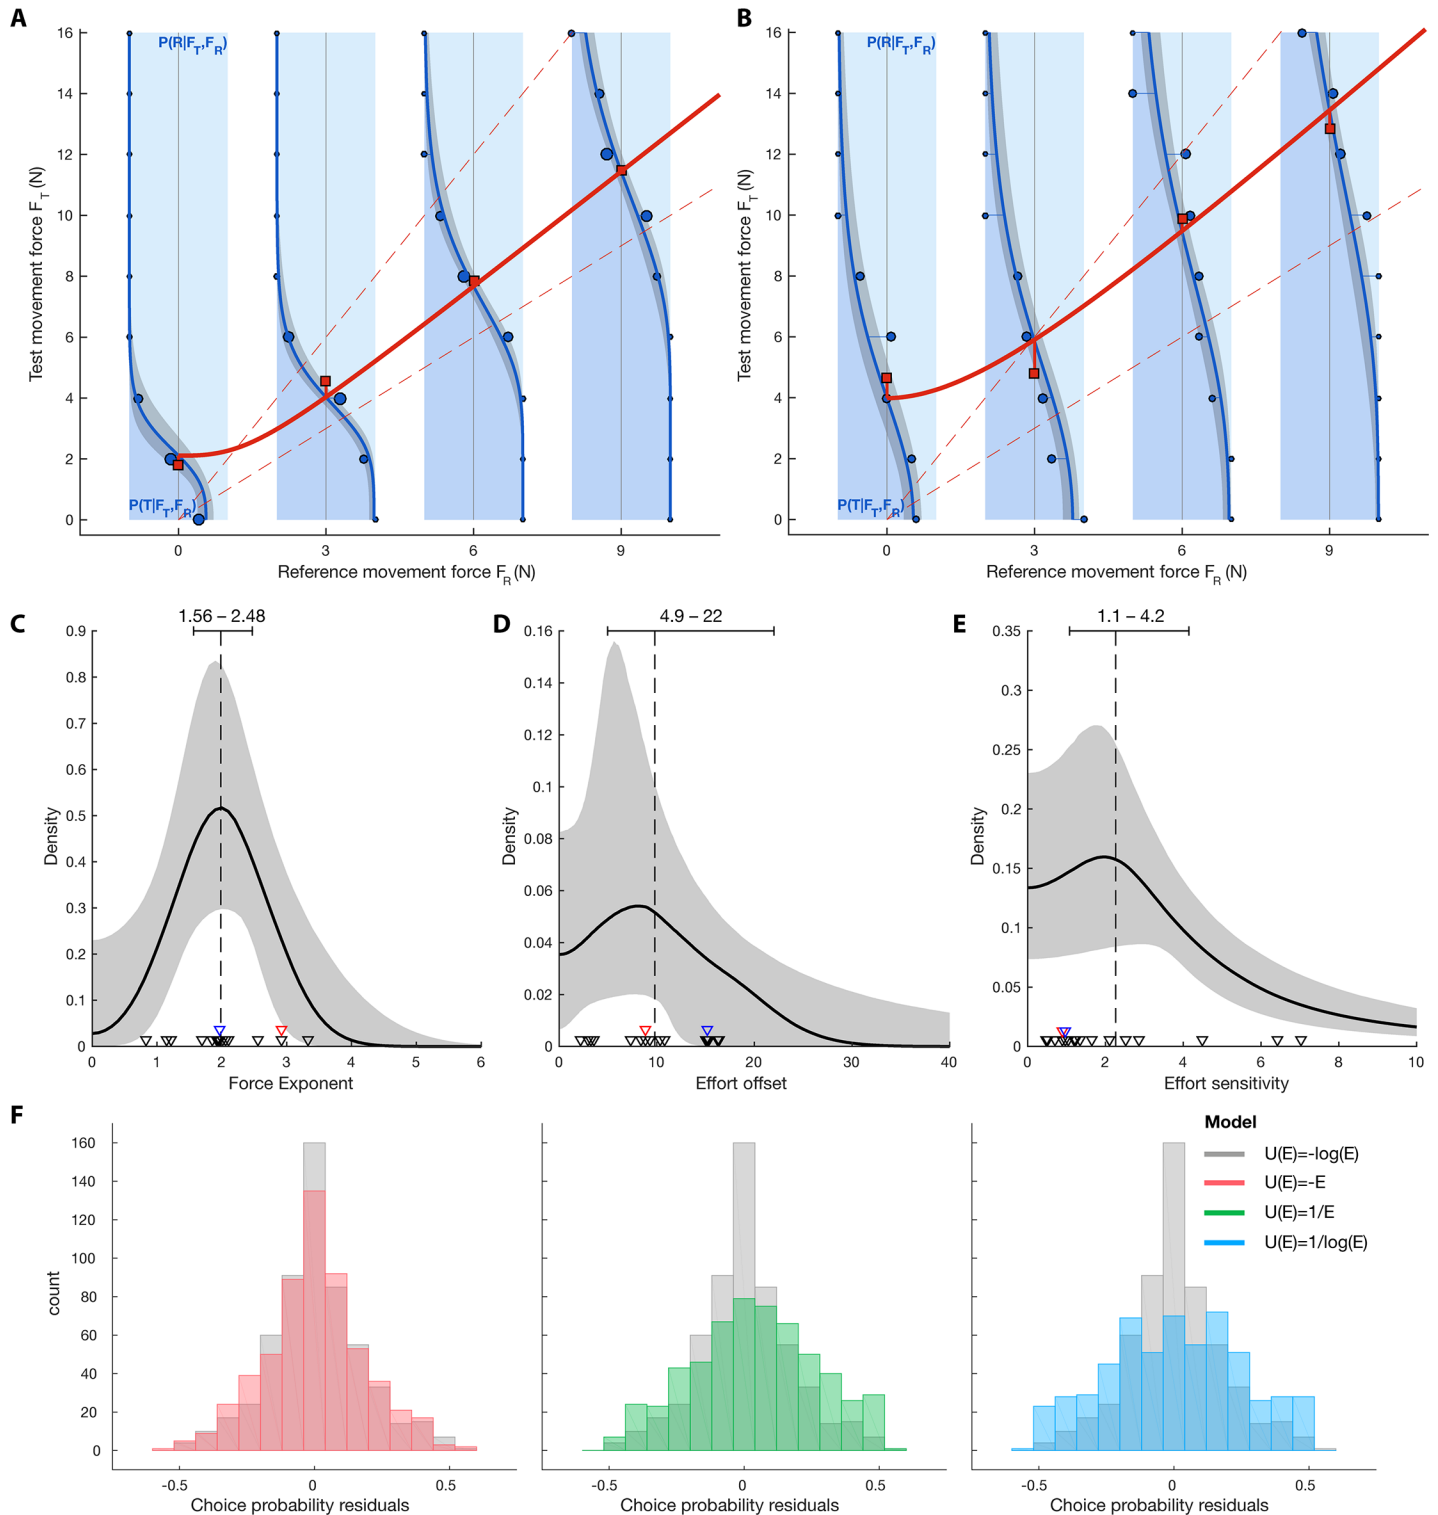 A
B
16
14
12
10
8
6
4
2
0
Test movement force F_T (N)
P(R|F_T,F_R)
P(T|F_T,F_R)
0 3 6 9
Reference movement force F_R (N)
16
14
12
10
8
6
4
2
0
Test movement force F_T (N)
P(R|F_T,F_R)
P(T|F_T,F_R)
0 3 6 9
Reference movement force F_R (N)
C
1.56 – 2.48
0.9
0.8
0.7
0.6
0.5
0.4
0.3
0.2
0.1
0
Density
0 1 2 3 4 5 6
Force Exponent
D
4.9 – 22
0.16
0.14
0.12
0.1
0.08
0.06
0.04
0.02
0
Density
0 10 20 30 40
Effort offset
E
1.1 – 4.2
0.35
0.3
0.25
0.2
0.15
0.1
0.05
0
Density
0 2 4 6 8 10
Effort sensitivity
F
160
140
120
100
80
60
40
20
0
count
-0.5 0 0.5
Choice probability residuals
-0.5 0 0.5
Choice probability residuals
Model
U(E)=-log(E)
U(E)=-E
U(E)=1/E
U(E)=1/log(E)
-0.5 0 0.5
Choice probability residuals